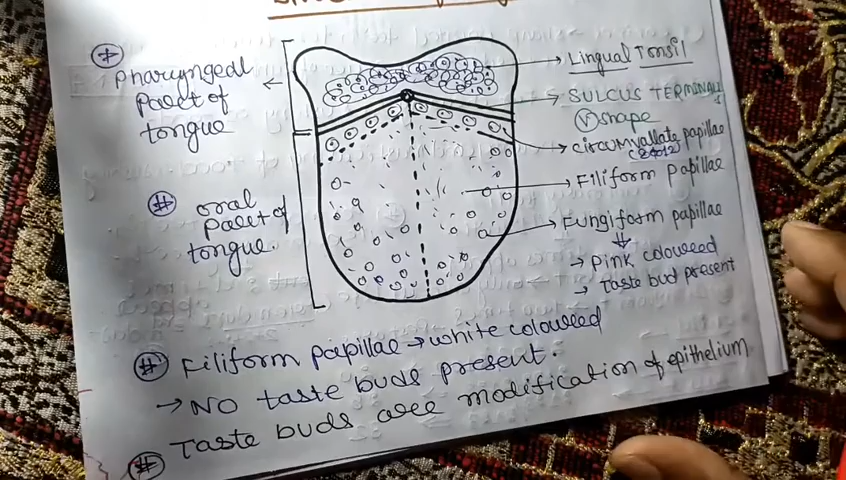 Pharyngeal
Part of
tongue
oral
part of
tongue.
Lingual Tonsil
SULCUS TERMINALIS
V shape
circumvallate papillae
(8-12)
Filiform papillae
Fungiform papillae
→ Pink coloured
→ Taste bud present
# Filiform papillae → white coloured
→ NO taste buds present.
# Taste buds are modification of epithelium